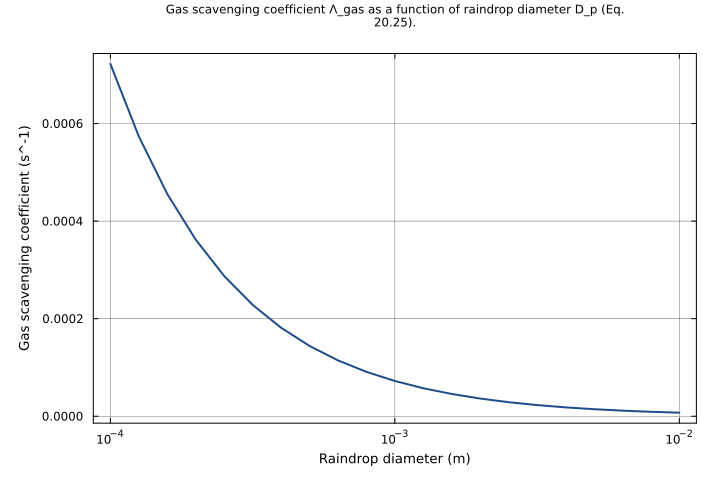 Gas scavenging coefficient Λ_gas as a function of raindrop diameter D_p (Eq.
20.25).
Gas scavenging coefficient (s^-1)
0.0006
0.0004
0.0002
0.0000
10⁻⁴
10⁻³
10⁻²
Raindrop diameter (m)